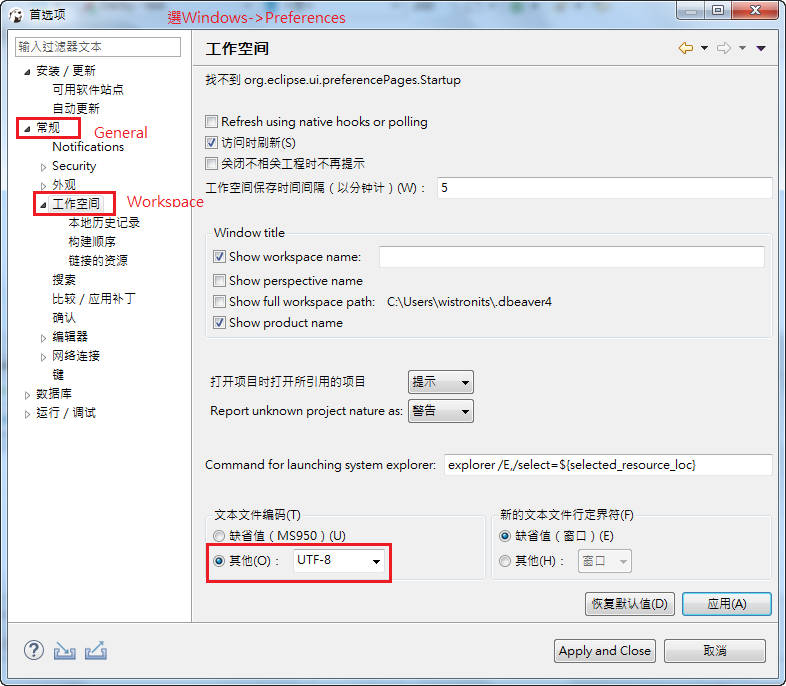 首选项
選Windows->Preferences
输入过滤器文本
安装 / 更新
可用软件站点
自动更新
常规
General
Notifications
Security
外观
工作空间
Workspace
本地历史记录
构建顺序
链接的资源
搜索
比较 / 应用补丁
确认
编辑器
网络连接
键
数据库
运行 / 调试
工作空间
找不到 org.eclipse.ui.preferencePages.Startup
Refresh using native hooks or polling
访问时刷新(S)
关闭不相关工程时不再提示
工作空间保存时间间隔（以分钟计）(W)： 5
Window title
Show workspace name:
Show perspective name
Show full workspace path: C:\Users\wistronits\.dbeaver4
Show product name
打开项目时打开所引用的项目 提示
Report unknown project nature as: 警告
Command for launching system explorer: explorer /E,/select=${selected_resource_loc}
文本文件编码(T)
缺省值（MS950）(U)
其他(O)： UTF-8
新的文本文件行定界符(F)
缺省值（窗口）(E)
其他(H)： 窗口
恢复默认值(D)
应用(A)
Apply and Close
取消